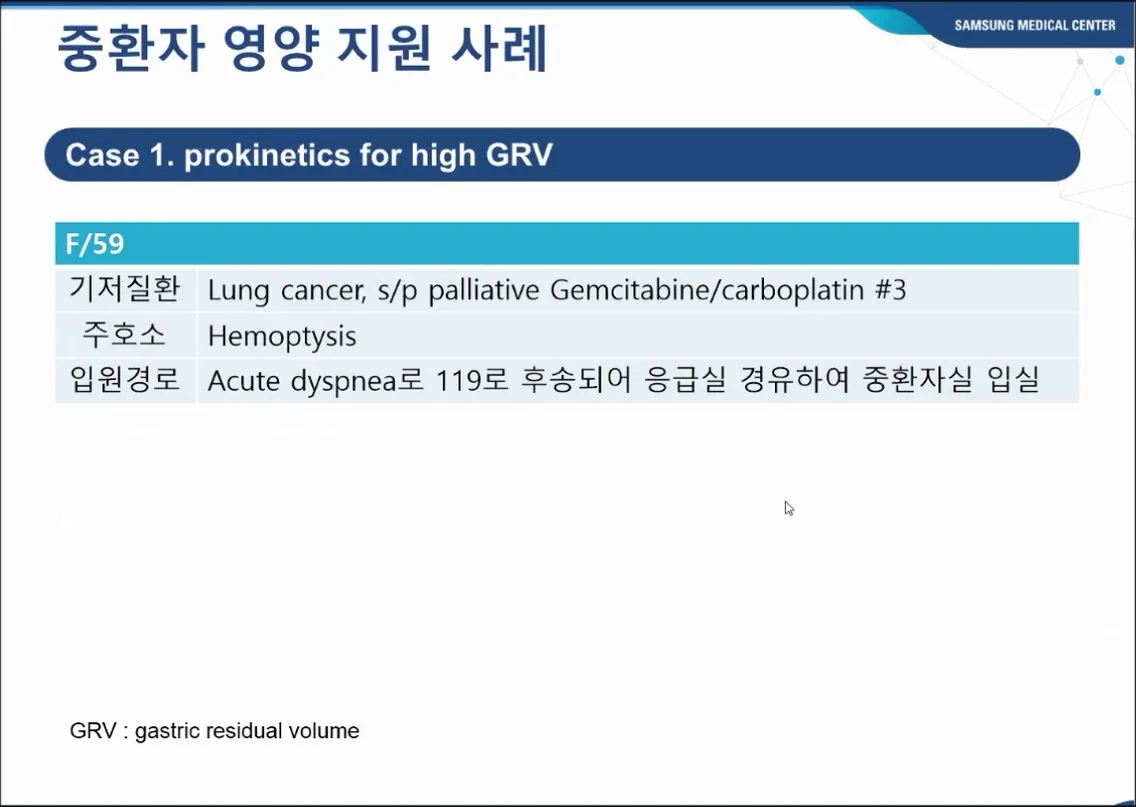 SAMSUNG MEDICAL CENTER
중환자 영양 지원 사례
Case 1. prokinetics for high GRV
F/59
기저질환 Lung cancer, s/p palliative Gemcitabine/carboplatin #3
주호소 Hemoptysis
입원경로 Acute dyspnea로 119로 후송되어 응급실 경유하여 중환자실 입실
GRV : gastric residual volume